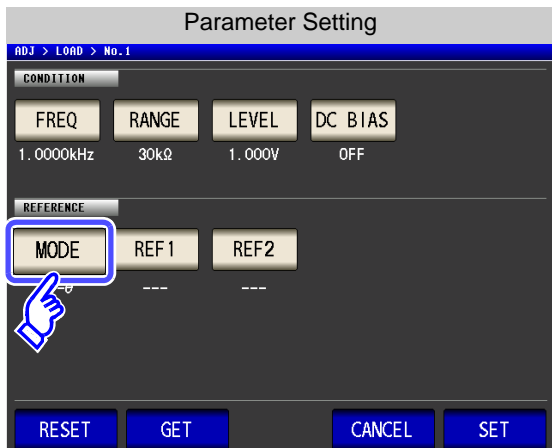 Parameter Setting
ADJ > LOAD > No.1
CONDITION
FREQ RANGE LEVEL DC BIAS
1.0000kHz 30kΩ 1.000V OFF
REFERENCE
MODE REF1 REF2
--- ---
RESET GET CANCEL SET